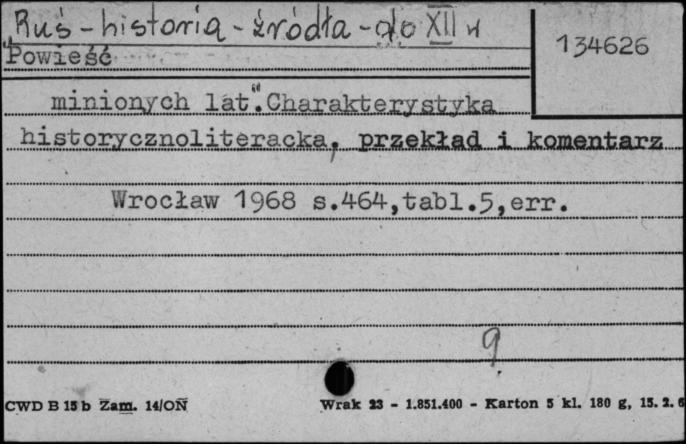 Ruś - historia - źródła - do XII w
134626
"Powieść
minionych lat". Charakterystyka
historycznoliteracka, przekład i komentarz
Wrocław 1968 s.464,tabl.5,err.
9
CWD B 15 b Zam. 14/ON Wrak 23 - 1.851.400 - Karton 5 kl. 180 g, 15. 2. 6